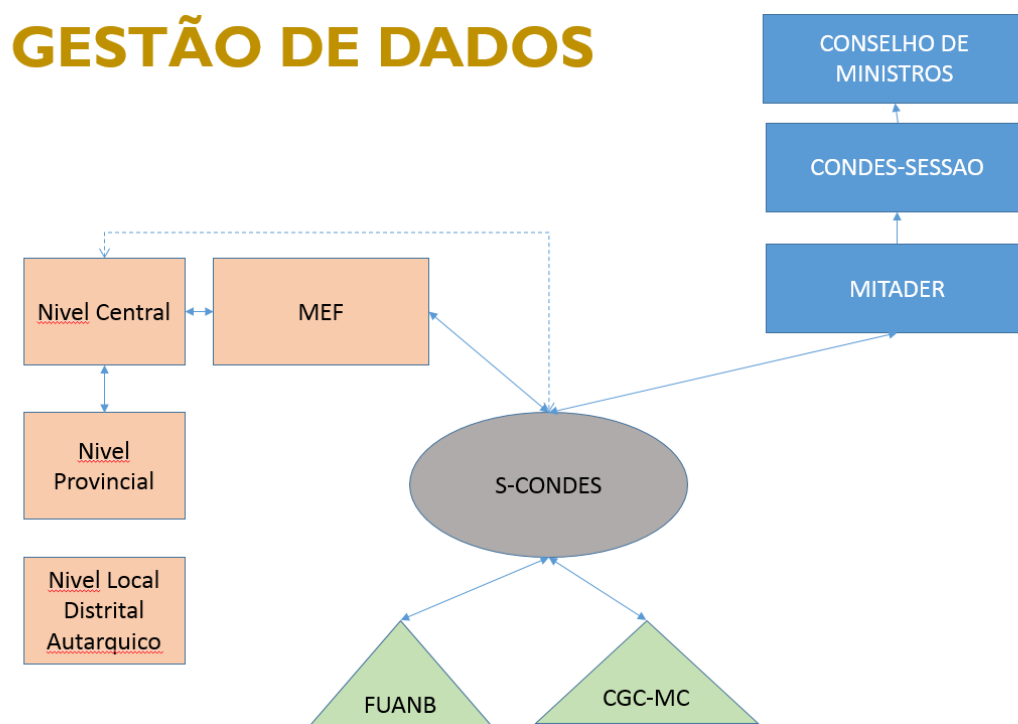 GESTÃO DE DADOS
CONSELHO DE
MINISTROS
CONDES-SESSAO
MITADER
Nivel Central
MEF
Nivel
Provincial
S-CONDES
Nivel Local
Distrital
Autarquico
FUANB
CGC-MC